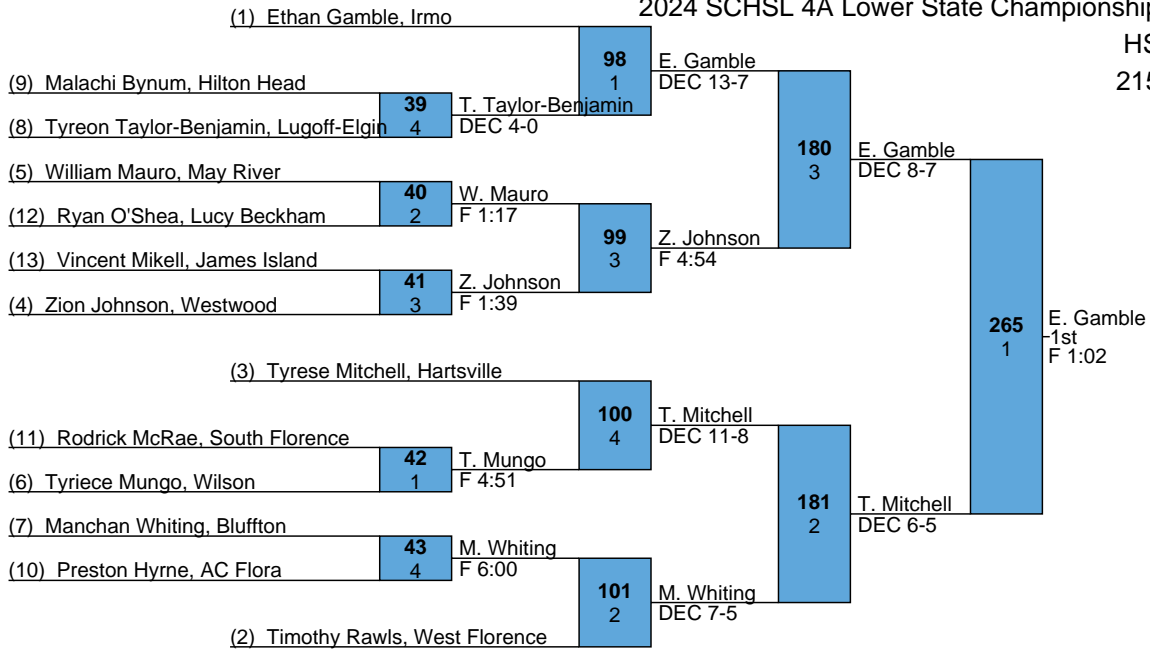 2024 SCHSL 4A Lower State Championship
HS
215
(1) Ethan Gamble, Irmo
98
1
E. Gamble
DEC 13-7
(9) Malachi Bynum, Hilton Head
39
4
T. Taylor-Benjamin
DEC 4-0
(8) Tyreon Taylor-Benjamin, Lugoff-Elgin
180
3
E. Gamble
DEC 8-7
(5) William Mauro, May River
40
2
W. Mauro
F 1:17
(12) Ryan O'Shea, Lucy Beckham
99
3
Z. Johnson
F 4:54
(13) Vincent Mikell, James Island
41
3
Z. Johnson
F 1:39
(4) Zion Johnson, Westwood
265
1
E. Gamble
1st
F 1:02
(3) Tyrese Mitchell, Hartsville
100
4
T. Mitchell
DEC 11-8
(11) Rodrick McRae, South Florence
42
1
T. Mungo
F 4:51
(6) Tyriece Mungo, Wilson
181
2
T. Mitchell
DEC 6-5
(7) Manchan Whiting, Bluffton
43
4
M. Whiting
F 6:00
(10) Preston Hyrne, AC Flora
101
2
M. Whiting
DEC 7-5
(2) Timothy Rawls, West Florence